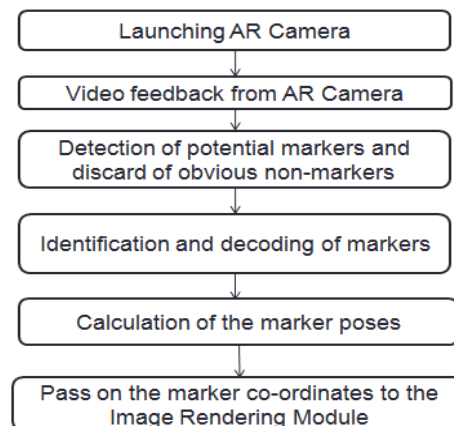 Launching AR Camera
Video feedback from AR Camera
Detection of potential markers and
discard of obvious non-markers
Identification and decoding of markers
Calculation of the marker poses
Pass on the marker co-ordinates to the
Image Rendering Module